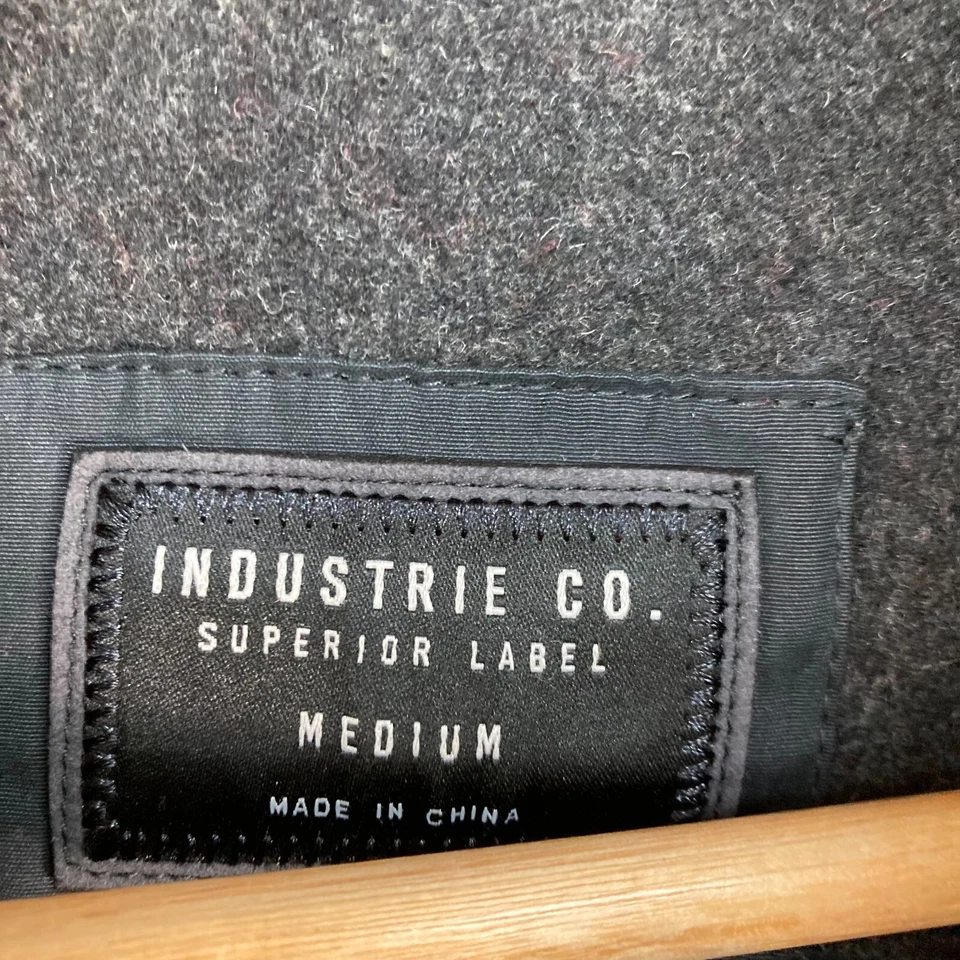 INDUSTRIE CO.
SUPERIOR LABEL
MEDIUM
MADE IN CHINA